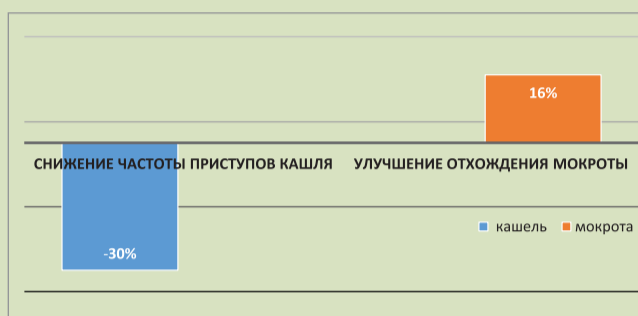 16%
СНИЖЕНИЕ ЧАСТОТЫ ПРИСТУПОВ КАШЛЯ
УЛУЧШЕНИЕ ОТХОЖДЕНИЯ МОКРОТЫ
кашель
мокрота
-30%